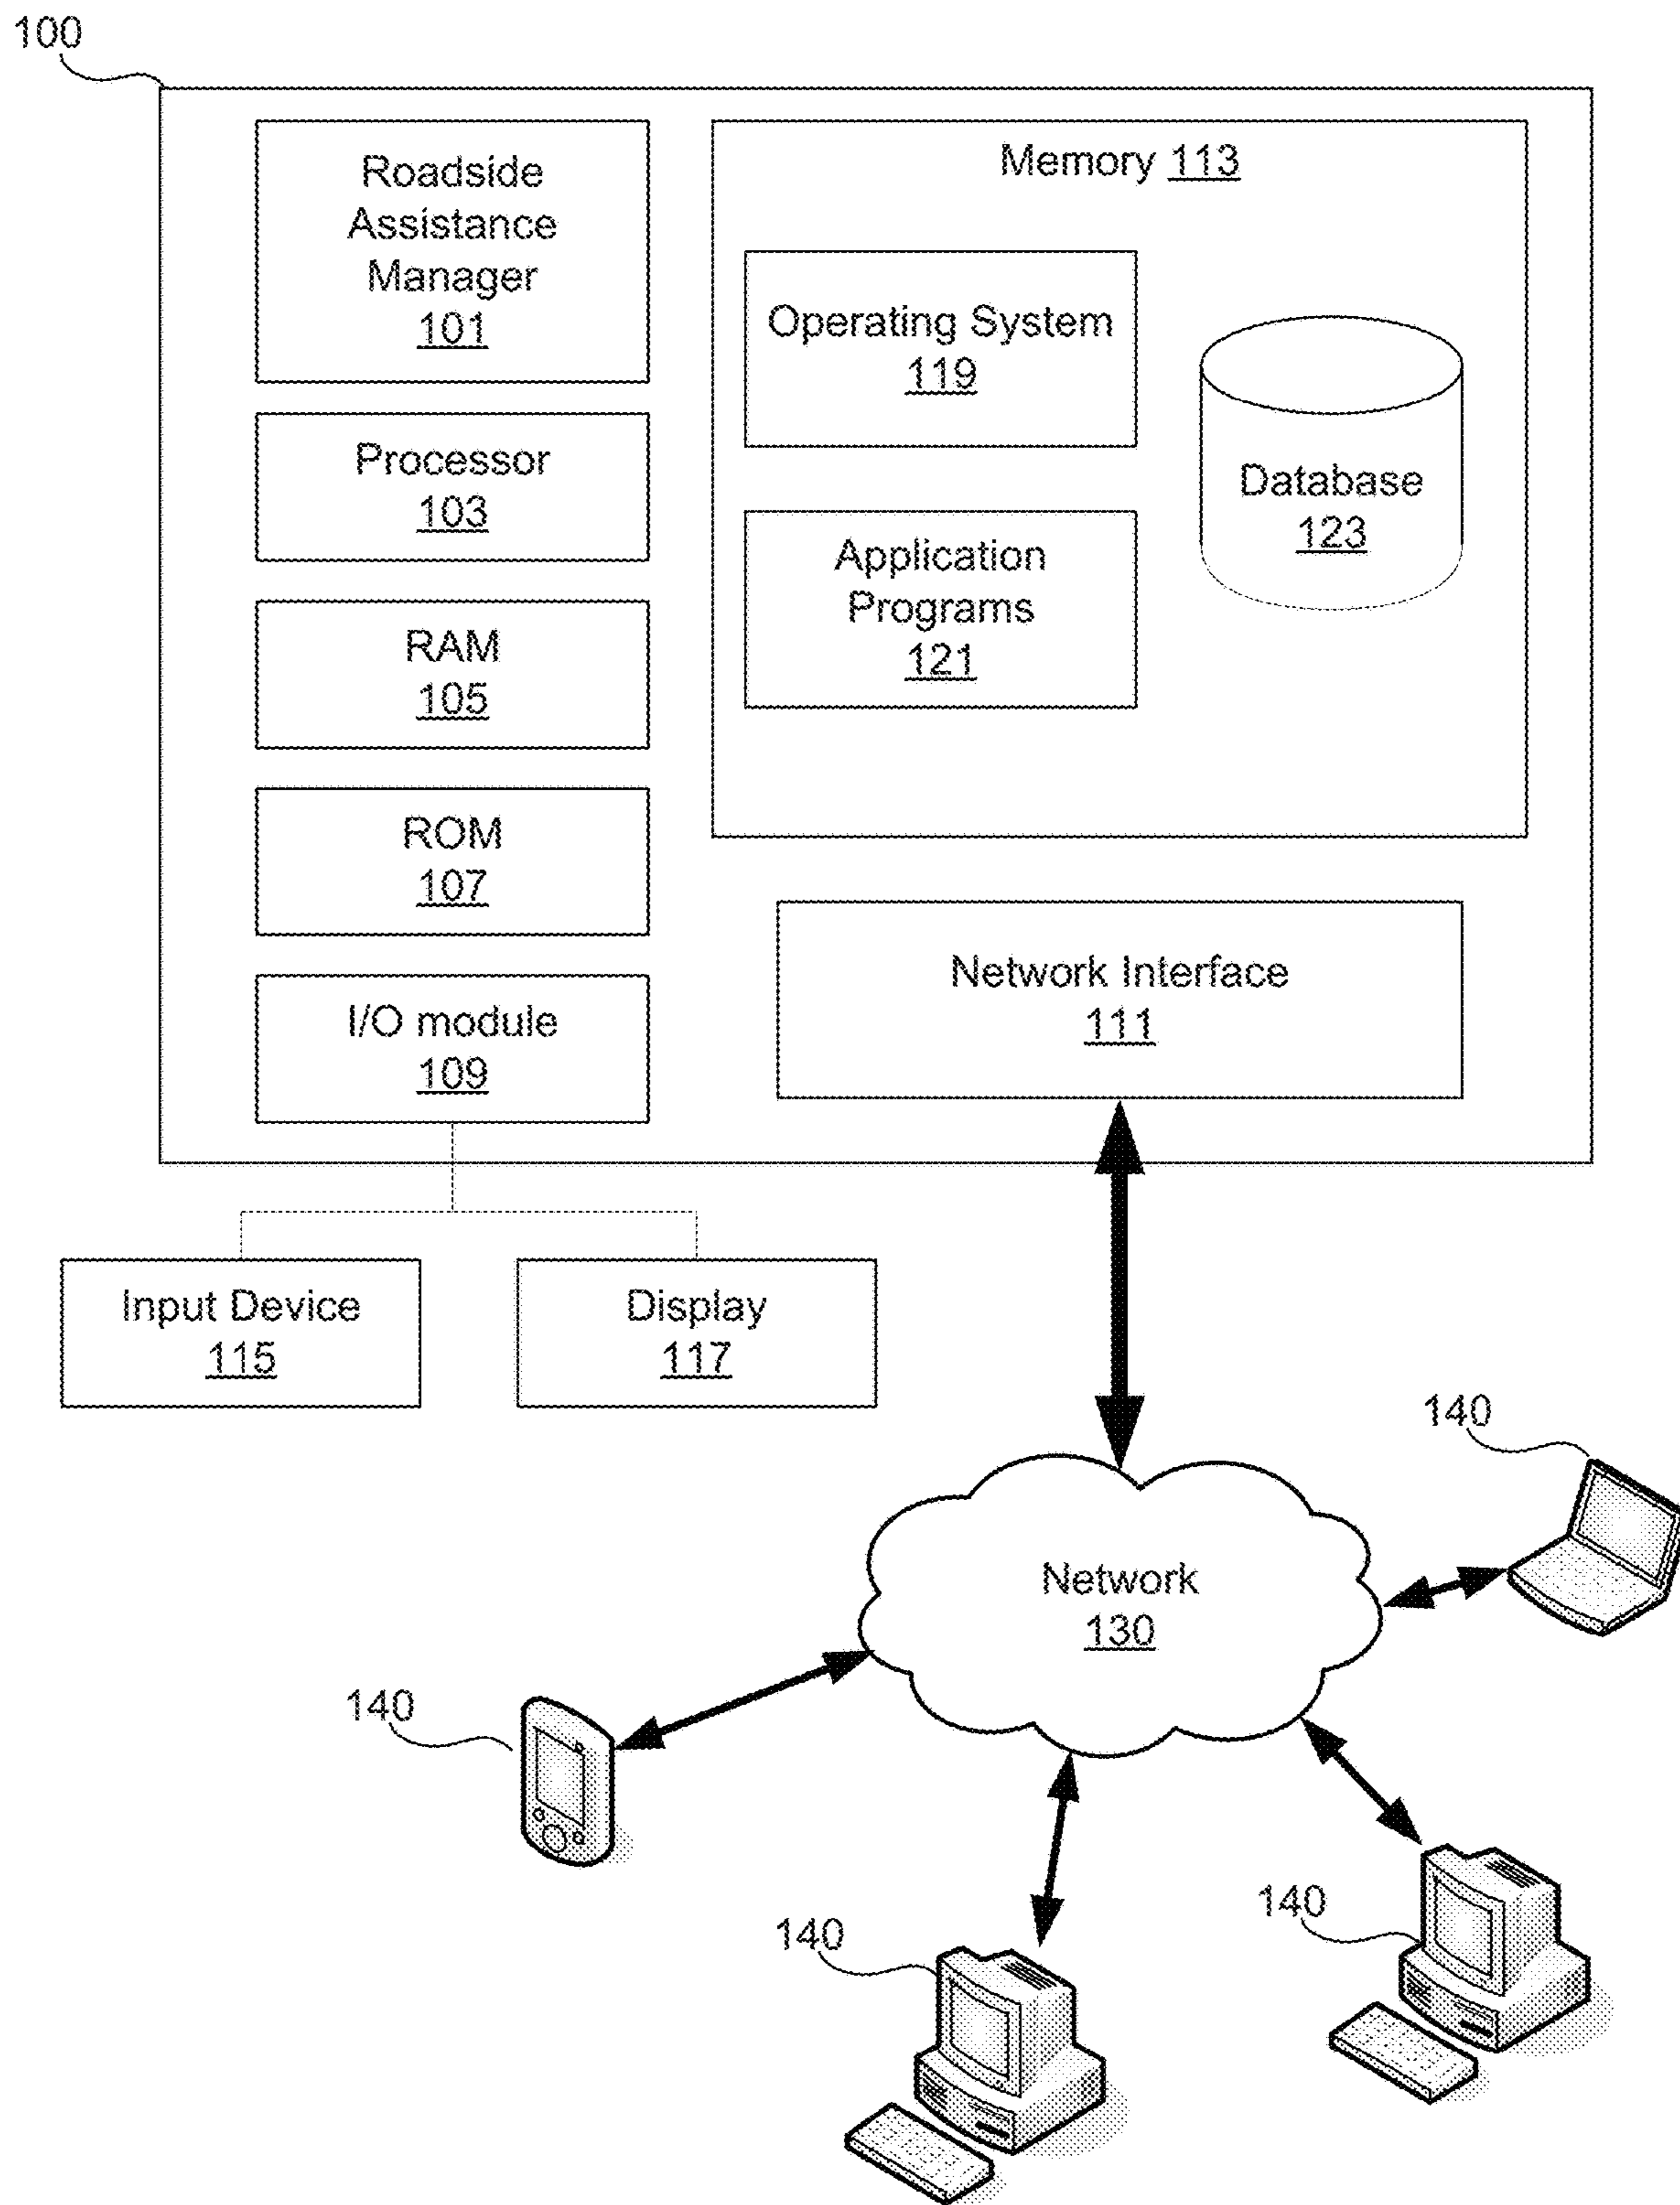 100
Roadside
Assistance
Manager
101
Processor
103
RAM
105
ROM
107
I/O module
109
Memory 113
Operating System
119
Application
Programs
121
Database
123
Network Interface
111
Input Device
115
Display
117
Network
130
140
140
140
140